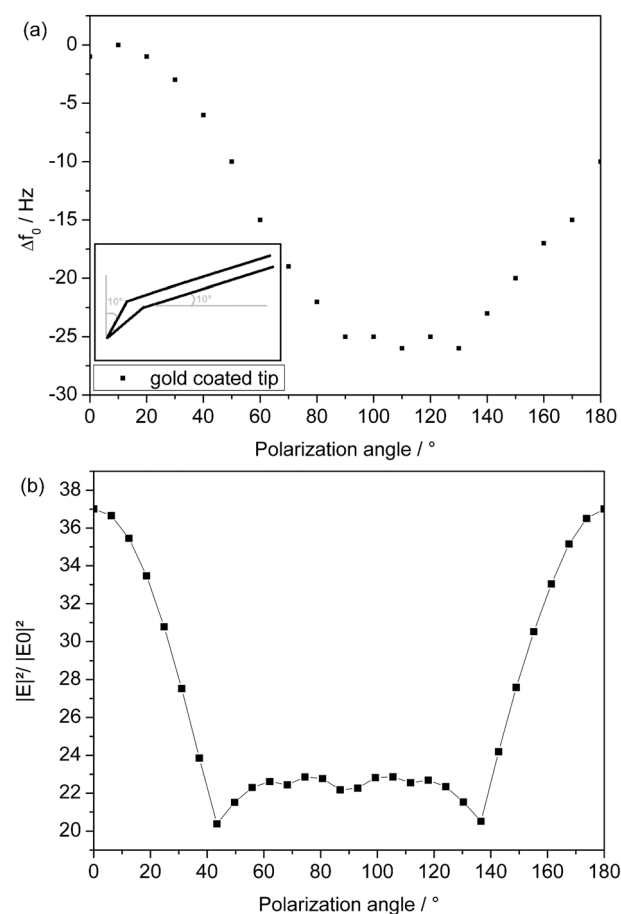 (a)
0
-5
-10
-15
-20
-25
-30
Δf₀ / Hz
10°
10°
gold coated tip
0 20 40 60 80 100 120 140 160 180
Polarization angle / °
(b)
38
36
34
32
30
28
26
24
22
20
|E|²/ |E0|²
0 20 40 60 80 100 120 140 160 180
Polarization angle / °